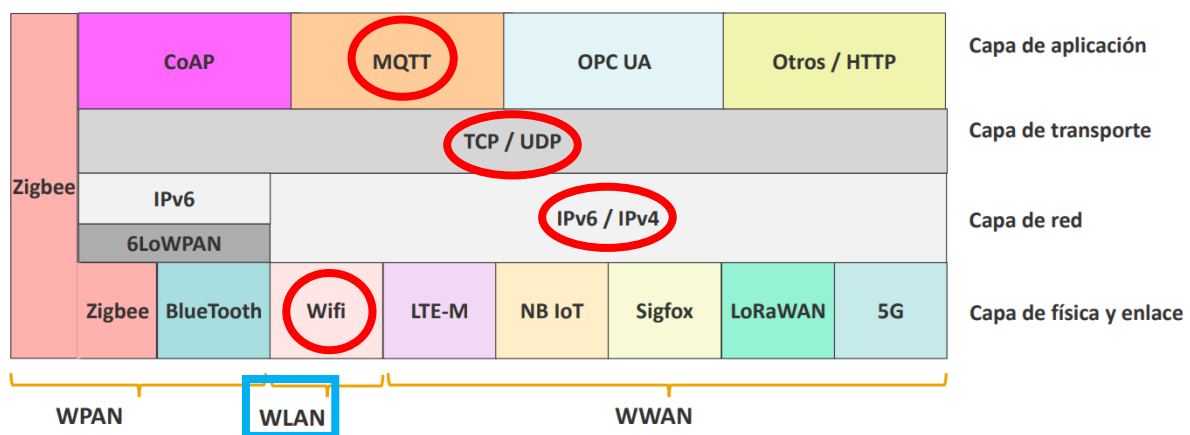 CoAP
MQTT
OPC UA
Otros / HTTP
Capa de aplicación
TCP / UDP
Capa de transporte
Zigbee
IPv6
6LoWPAN
IPv6 / IPv4
Capa de red
Zigbee
BlueTooth
Wifi
LTE-M
NB IoT
Sigfox
LoRaWAN
5G
Capa de física y enlace
WPAN
WLAN
WWAN